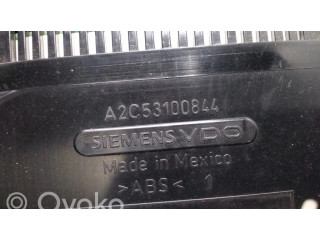 A2C53100844
SIEMENS VDO
Made in Mexico
>ABS< 1
© Ovoko